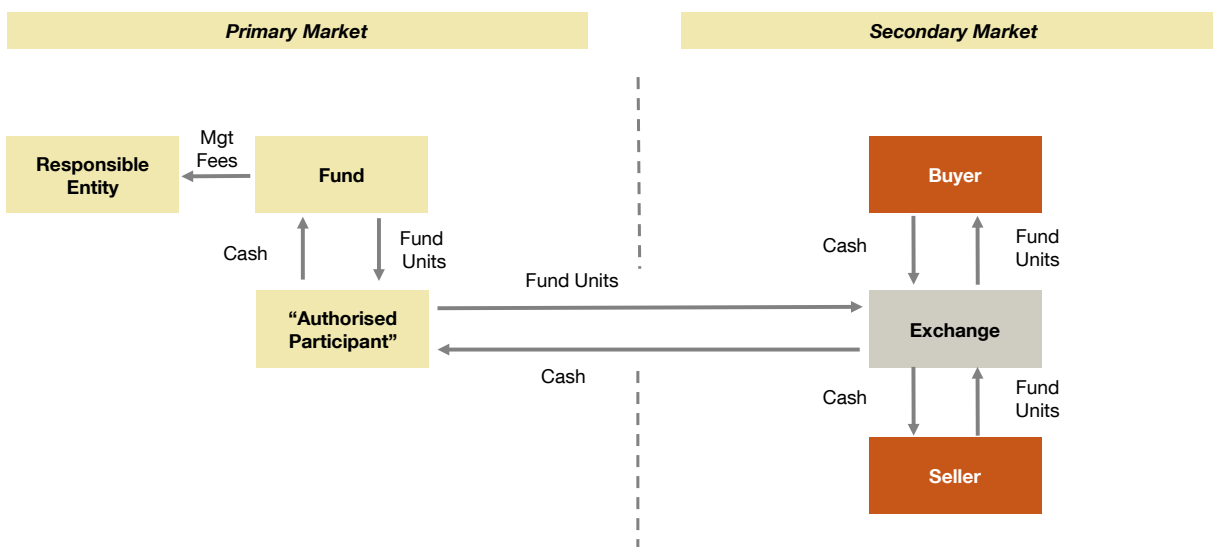 Primary Market
Secondary Market
Mgt
Fees
Responsible
Entity
Fund
Buyer
Cash
Fund
Units
Cash
Fund
Units
Fund Units
“Authorised
Participant”
Exchange
Cash
Cash
Fund
Units
Seller